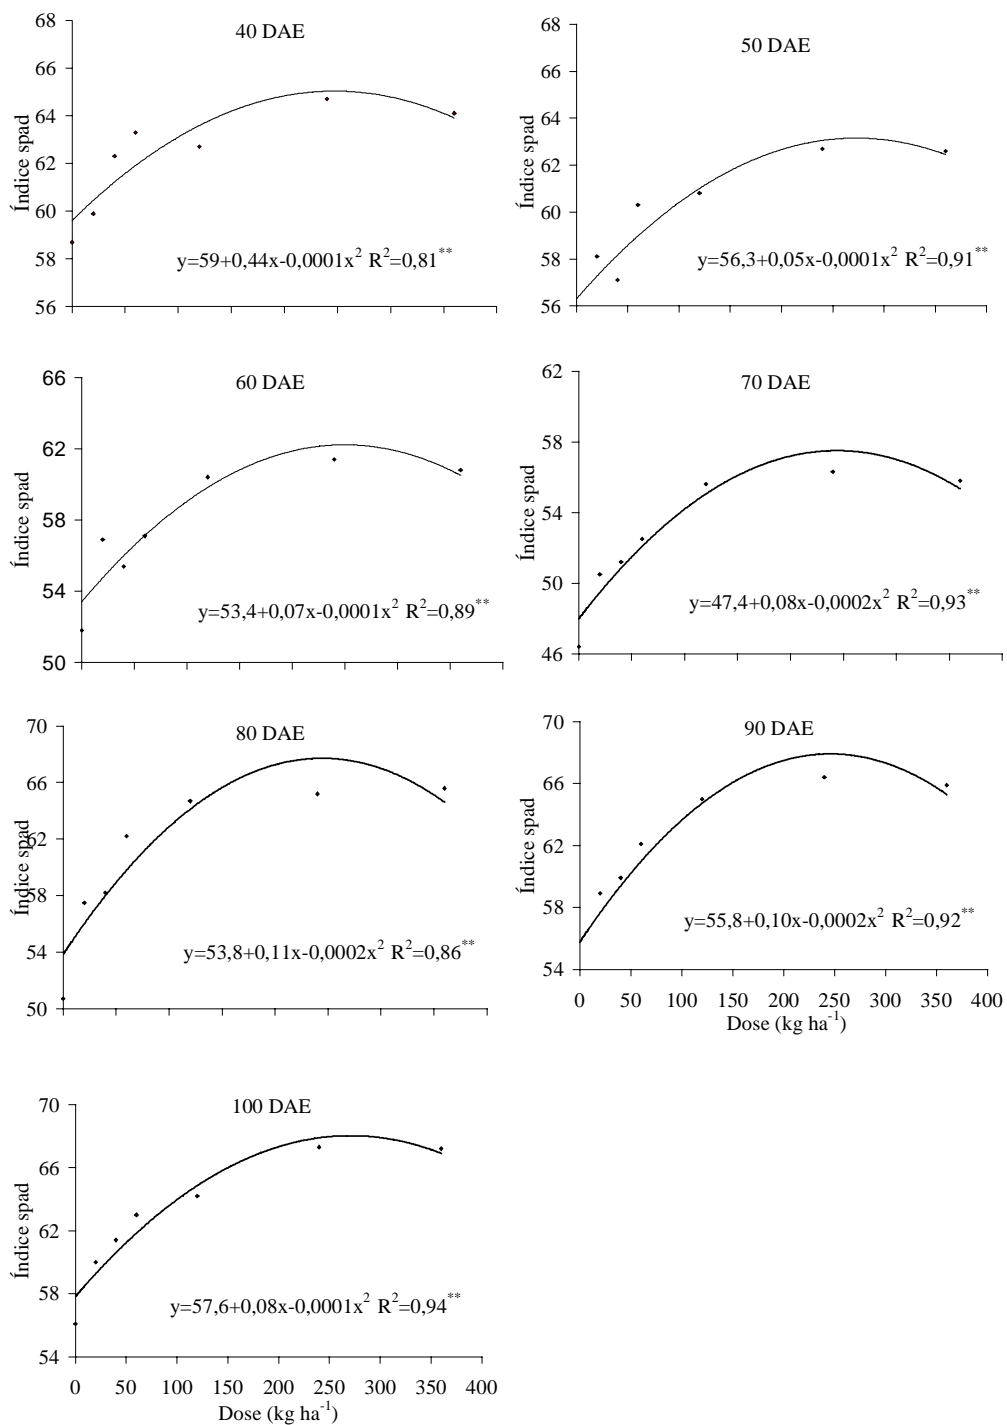 40 DAE
68
66
64
62
60
58
56
Índice spad
y=59+0,44x-0,0001x² R²=0,81**
50 DAE
68
66
64
62
60
58
56
Índice spad
y=56,3+0,05x-0,0001x² R²=0,91**
60 DAE
66
62
58
54
50
Índice spad
y=53,4+0,07x-0,0001x² R²=0,89**
70 DAE
62
58
54
50
46
Índice spad
y=47,4+0,08x-0,0002x² R²=0,93**
80 DAE
70
66
62
58
54
50
Índice spad
y=53,8+0,11x-0,0002x² R²=0,86**
90 DAE
70
66
62
58
54
Índice spad
y=55,8+0,10x-0,0002x² R²=0,92**
0 50 100 150 200 250 300 350 400
Dose (kg ha⁻¹)
100 DAE
70
66
62
58
54
Índice spad
y=57,6+0,08x-0,0001x² R²=0,94**
0 50 100 150 200 250 300 350 400
Dose (kg ha⁻¹)